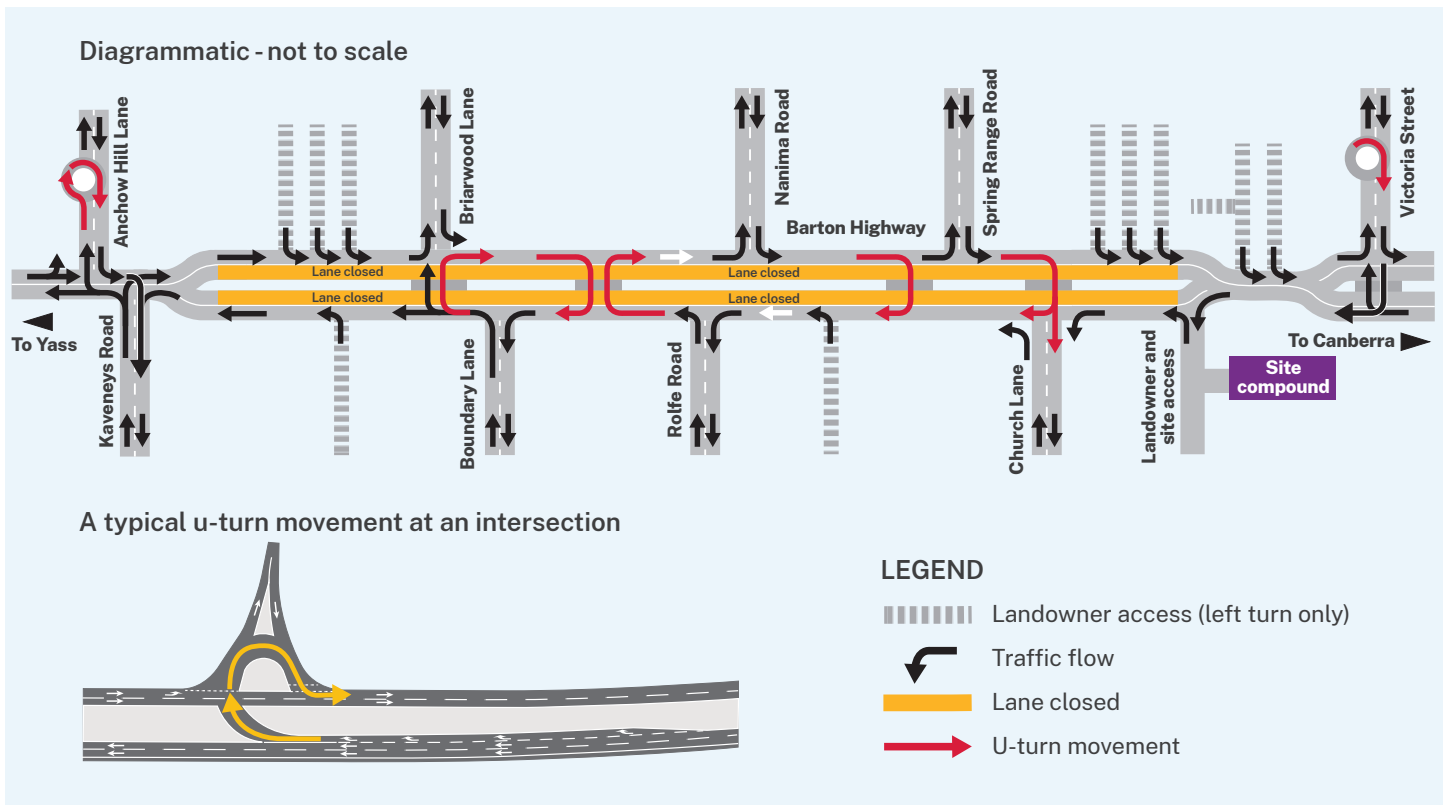 Diagrammatic - not to scale
Anchow Hill Lane
Briarwood Lane
Nanima Road
Spring Range Road
Victoria Street
Barton Highway
Lane closed
Lane closed
Lane closed
Lane closed
To Yass
To Canberra
Kaveneys Road
Boundary Lane
Rolfe Road
Church Lane
Landowner and
site access
Site
compound
A typical u-turn movement at an intersection
LEGEND
Landowner access (left turn only)
Traffic flow
Lane closed
U-turn movement